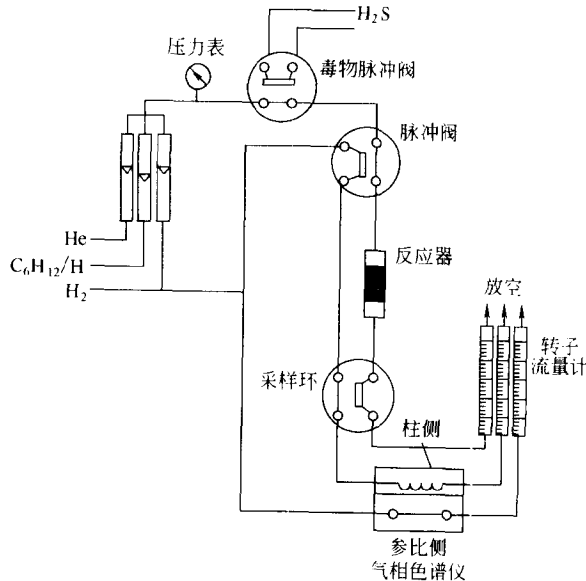 H₂S
压力表
毒物脉冲阀
脉冲阀
He
C₆H₁₂/H
H₂
反应器
放空
转子
流量计
采样环
柱侧
参比侧
气相色谱仪